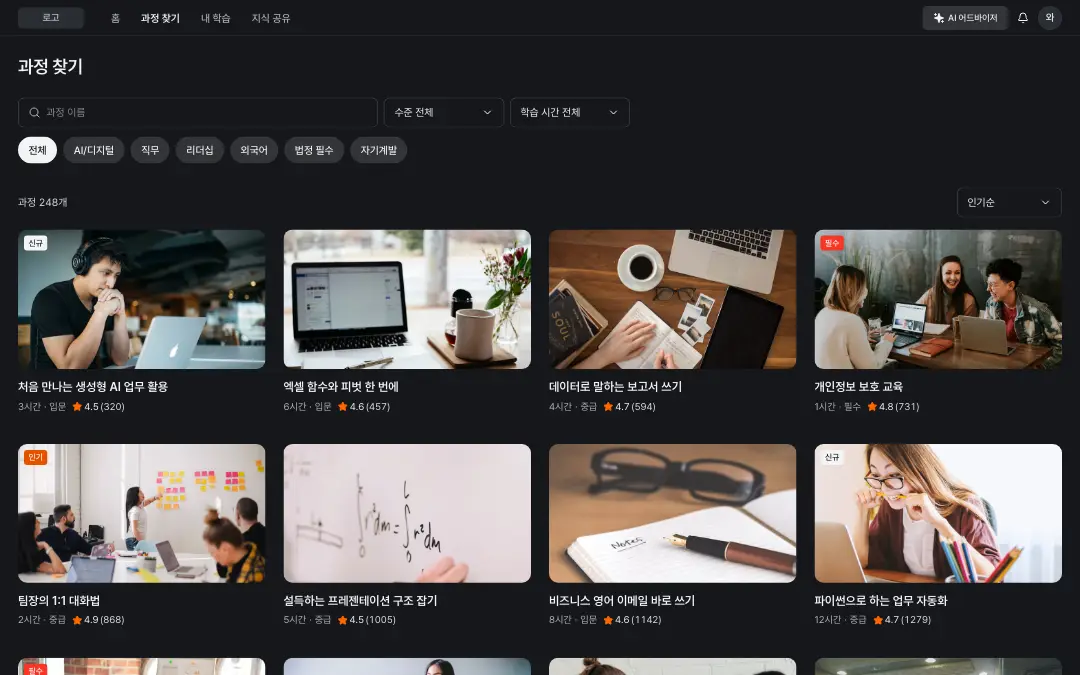 로고
홈
과정 찾기
내 학습
지식 공유
AI 어드바이저
와
과정 찾기
과정 이름
수준 전체
학습 시간 전체
전체
AI/디지털
직무
리더십
외국어
법정 필수
자기계발
과정 248개
인기순
신규
처음 만나는 생성형 AI 업무 활용
3시간 · 입문 4.5 (320)
엑셀 함수와 피벗 한 번에
6시간 · 입문 4.6 (457)
SOUL
데이터로 말하는 보고서 쓰기
4시간 · 중급 4.7 (594)
필수
개인정보 보호 교육
1시간 · 필수 4.8 (731)
인기
팀장의 1:1 대화법
2시간 · 중급 4.9 (868)
설득하는 프레젠테이션 구조 잡기
5시간 · 중급 4.5 (1005)
Notes
비즈니스 영어 이메일 바로 쓰기
8시간 · 입문 4.6 (1142)
신규
파이썬으로 하는 업무 자동화
12시간 · 중급 4.7 (1279)
필수